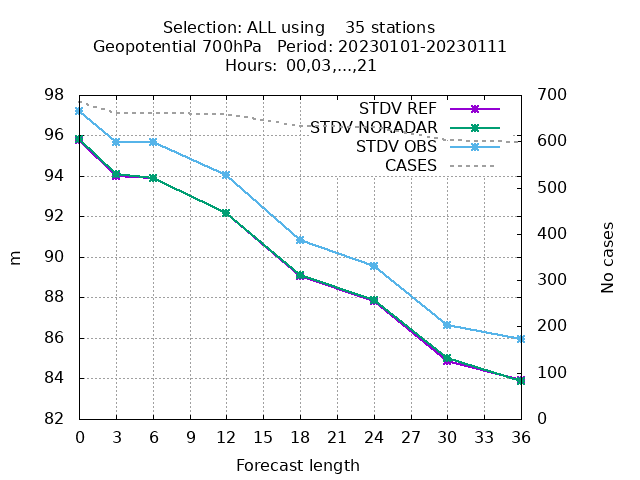 Selection: ALL using    35 stations
Geopotential 700hPa   Period: 20230101-20230111
Hours: 00,03,...,21
STDV REF
STDV NORADAR
STDV OBS
CASES
98
96
94
92
90
88
86
84
82
m
700
600
500
400
300
200
100
0
No cases
0 3 6 9 12 15 18 21 24 27 30 33 36
Forecast length